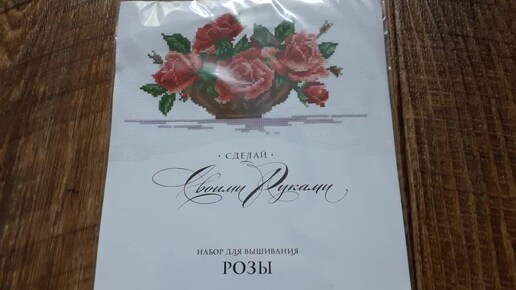 · СДЕЛАЙ ·
Своими Руками
НАБОР ДЛЯ ВЫШИВАНИЯ
РОЗЫ